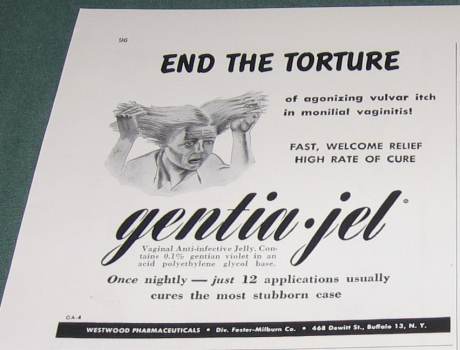 96
END THE TORTURE
of agonizing vulvar itch
in monilial vaginitis!
FAST, WELCOME RELIEF
HIGH RATE OF CURE
gentia·jel®
Vaginal Anti-infective Jelly. Con-
tains 0.1% gentian violet in an
acid polyethylene glycol base.
Once nightly — just 12 applications usually
cures the most stubborn case
GA-4
WESTWOOD PHARMACEUTICALS • Div. Foster-Milburn Co. • 468 Dewitt St., Buffalo 13, N. Y.